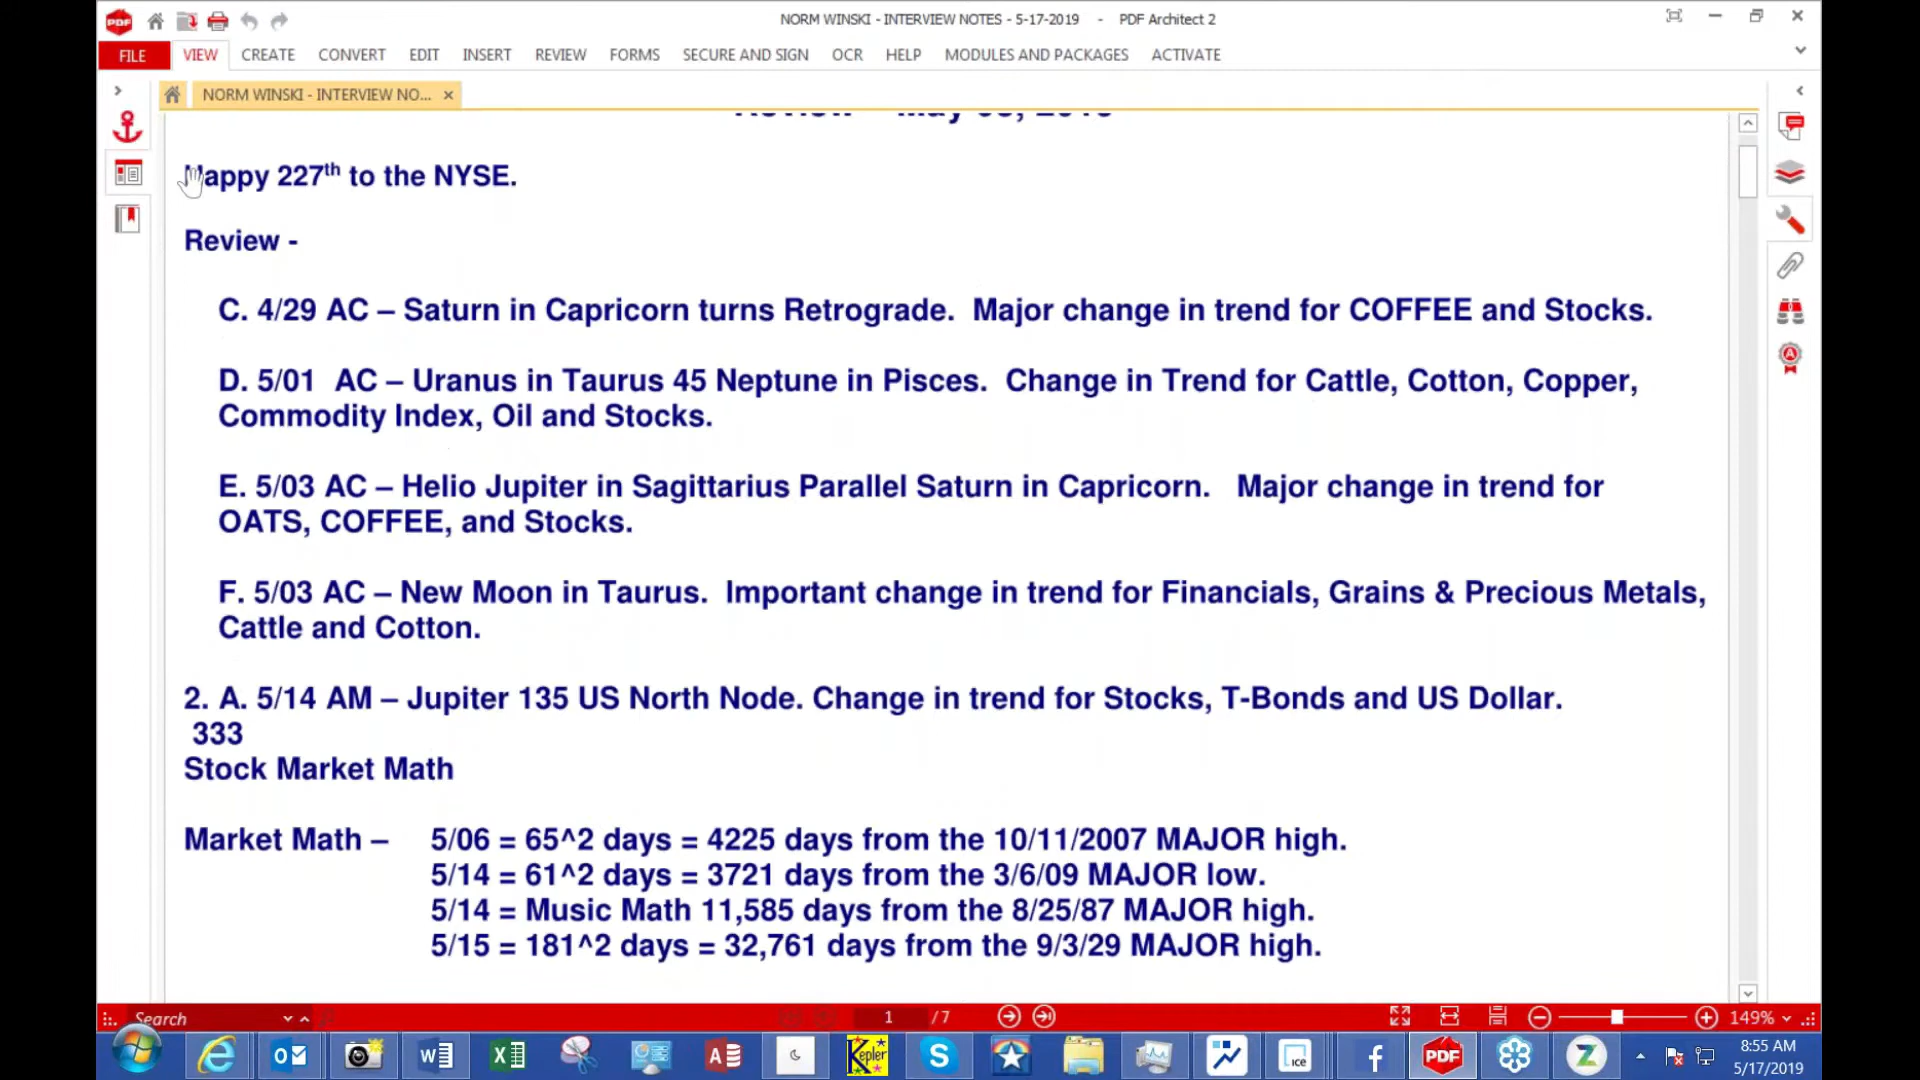 NORM WINSKI - INTERVIEW NOTES - 5-17-2019 - PDF Architect 2
FILE VIEW CREATE CONVERT EDIT INSERT REVIEW FORMS SECURE AND SIGN OCR HELP MODULES AND PACKAGES ACTIVATE
NORM WINSKI - INTERVIEW NO... ×
Happy 227th to the NYSE.
Review -
C. 4/29 AC – Saturn in Capricorn turns Retrograde. Major change in trend for COFFEE and Stocks.
D. 5/01 AC – Uranus in Taurus 45 Neptune in Pisces. Change in Trend for Cattle, Cotton, Copper,
Commodity Index, Oil and Stocks.
E. 5/03 AC – Helio Jupiter in Sagittarius Parallel Saturn in Capricorn. Major change in trend for
OATS, COFFEE, and Stocks.
F. 5/03 AC – New Moon in Taurus. Important change in trend for Financials, Grains & Precious Metals,
Cattle and Cotton.
2. A. 5/14 AM – Jupiter 135 US North Node. Change in trend for Stocks, T-Bonds and US Dollar.
333
Stock Market Math
Market Math – 5/06 = 65^2 days = 4225 days from the 10/11/2007 MAJOR high.
5/14 = 61^2 days = 3721 days from the 3/6/09 MAJOR low.
5/14 = Music Math 11,585 days from the 8/25/87 MAJOR high.
5/15 = 181^2 days = 32,761 days from the 9/3/29 MAJOR high.
Search 1 / 7 149%
Kepler ice PDF Z
8:55 AM
5/17/2019